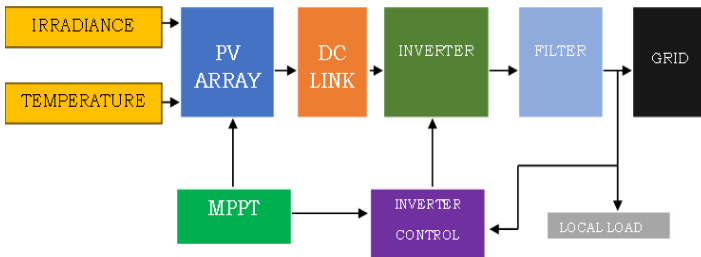 IRRADIANCE
TEMPERATURE
PV
ARRAY
DC
LINK
INVERTER
FILTER
GRID
MPPT
INVERTER
CONTROL
LOCAL LOAD